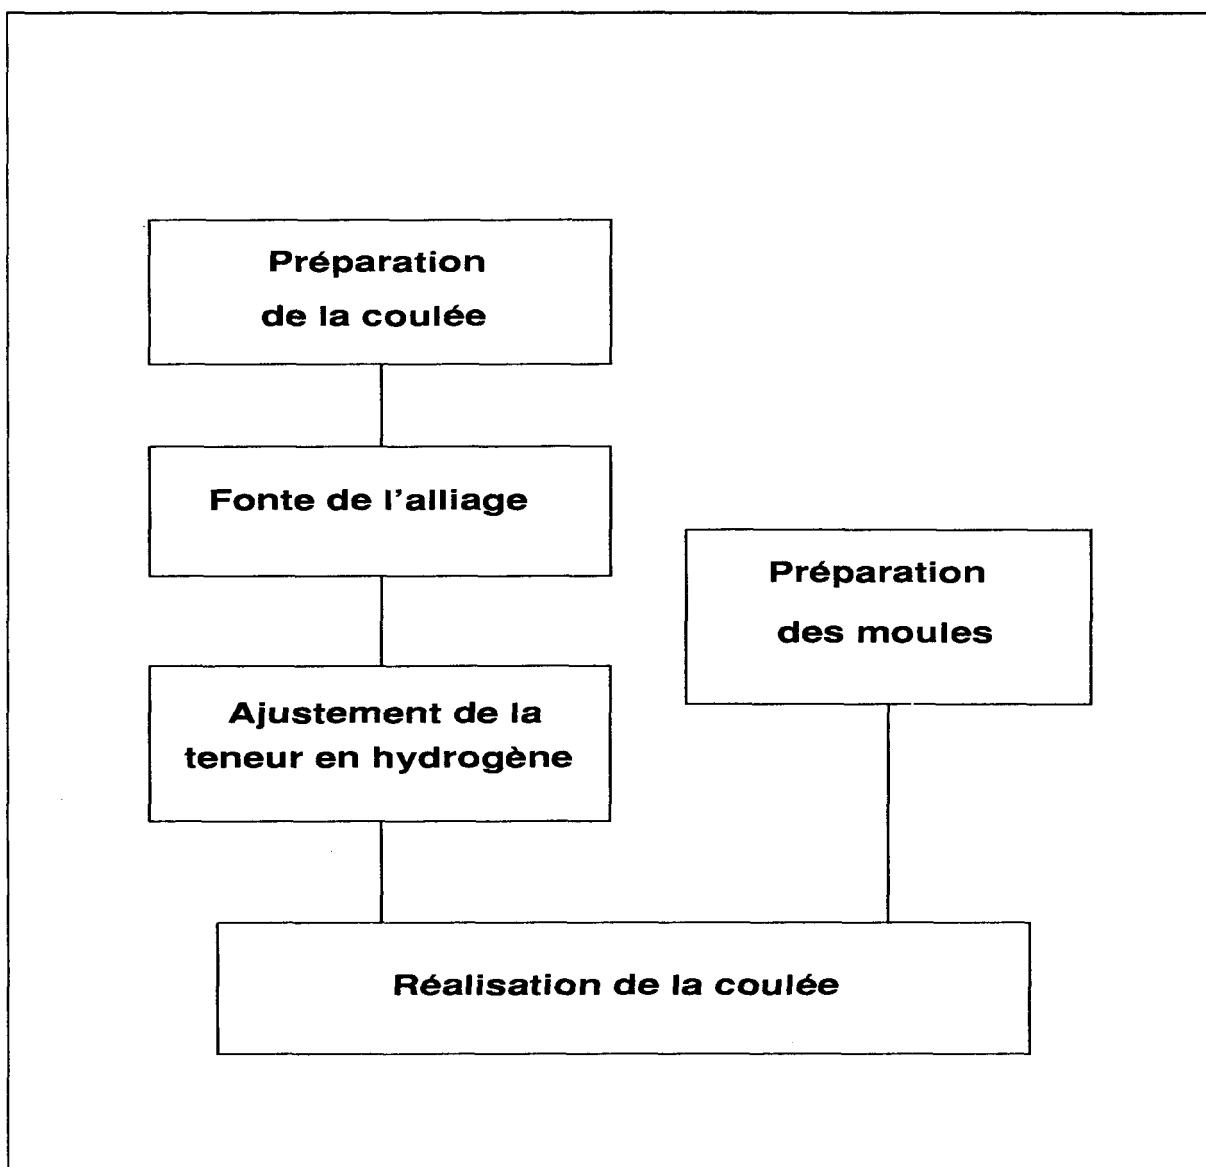 Préparation
de la coulée
Fonte de l'alliage
Préparation
des moules
Ajustement de la
teneur en hydrogène
Réalisation de la coulée